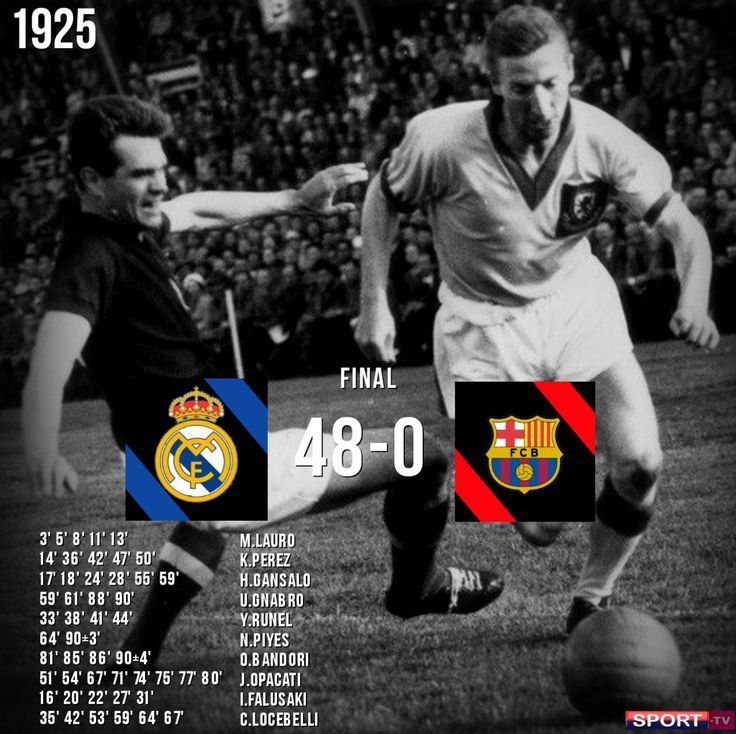 1925
FINAL
48-0
FCB
3' 5' 8' 11' 13' M.LAURO
14' 36' 42' 47' 50' K.PEREZ
17' 18' 24' 28' 55' 59' H.GANSALO
59' 61' 88' 90' U.GNABRO
33' 38' 41' 44' Y.RUNEL
64' 90±3' N.PIYES
81' 85' 86' 90±4' O.BANDORI
51' 54' 67' 71' 74' 75' 77' 80' J.OPACATI
16' 20' 22' 27' 31' I.FALUSAKI
35' 42' 53' 59' 64' 67' C.LOCEBELLI
SPORT-TV